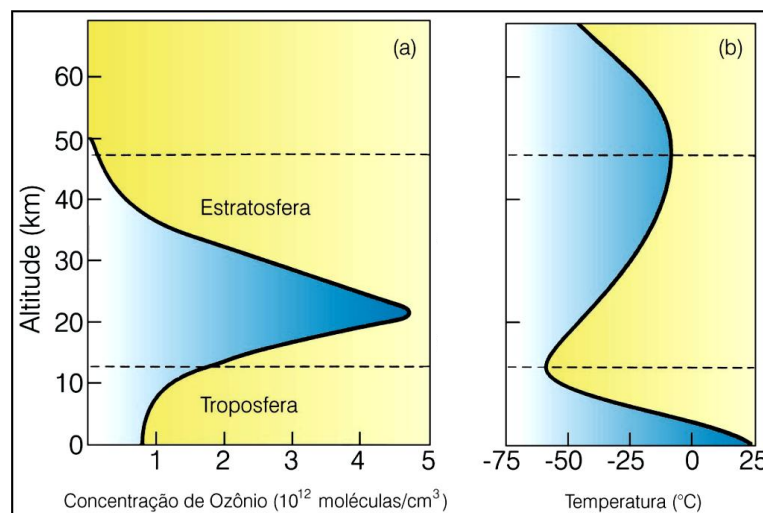 (a)
(b)
Altitude (km)
60
50
40
30
20
10
0
Estratosfera
Troposfera
1
2
3
4
5
-75
-50
-25
0
25
Concentração de Ozônio (10¹² moléculas/cm³)
Temperatura (°C)